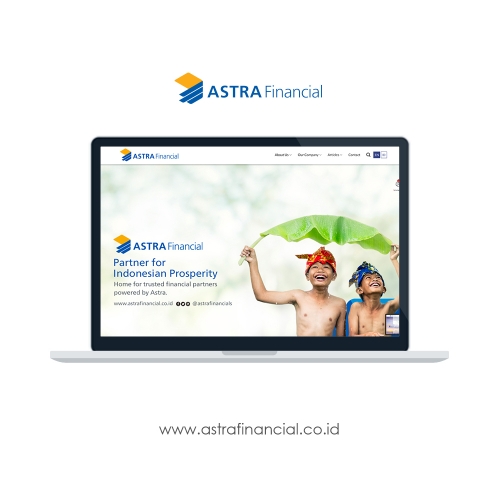 ASTRA Financial
ASTRA Financial
About Us
Our Company
Articles
Contact
ASTRA Financial
Partner for
Indonesian Prosperity
Home for trusted financial partners
powered by Astra.
www.astrafinancial.co.id @astrafinancials
www.astrafinancial.co.id